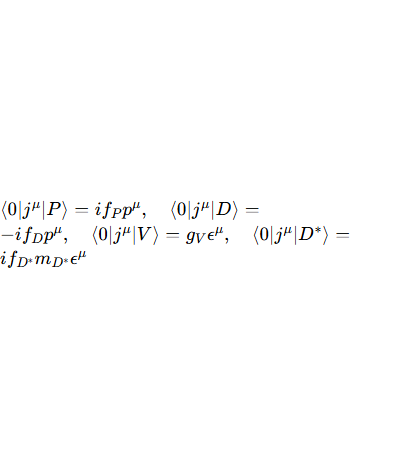 ⟨0|j^μ|P⟩ = if_P p^μ, ⟨0|j^μ|D⟩ =
−if_D p^μ, ⟨0|j^μ|V⟩ = g_V ϵ^μ, ⟨0|j^μ|D*⟩ =
if_{D*} m_{D*} ϵ^μ